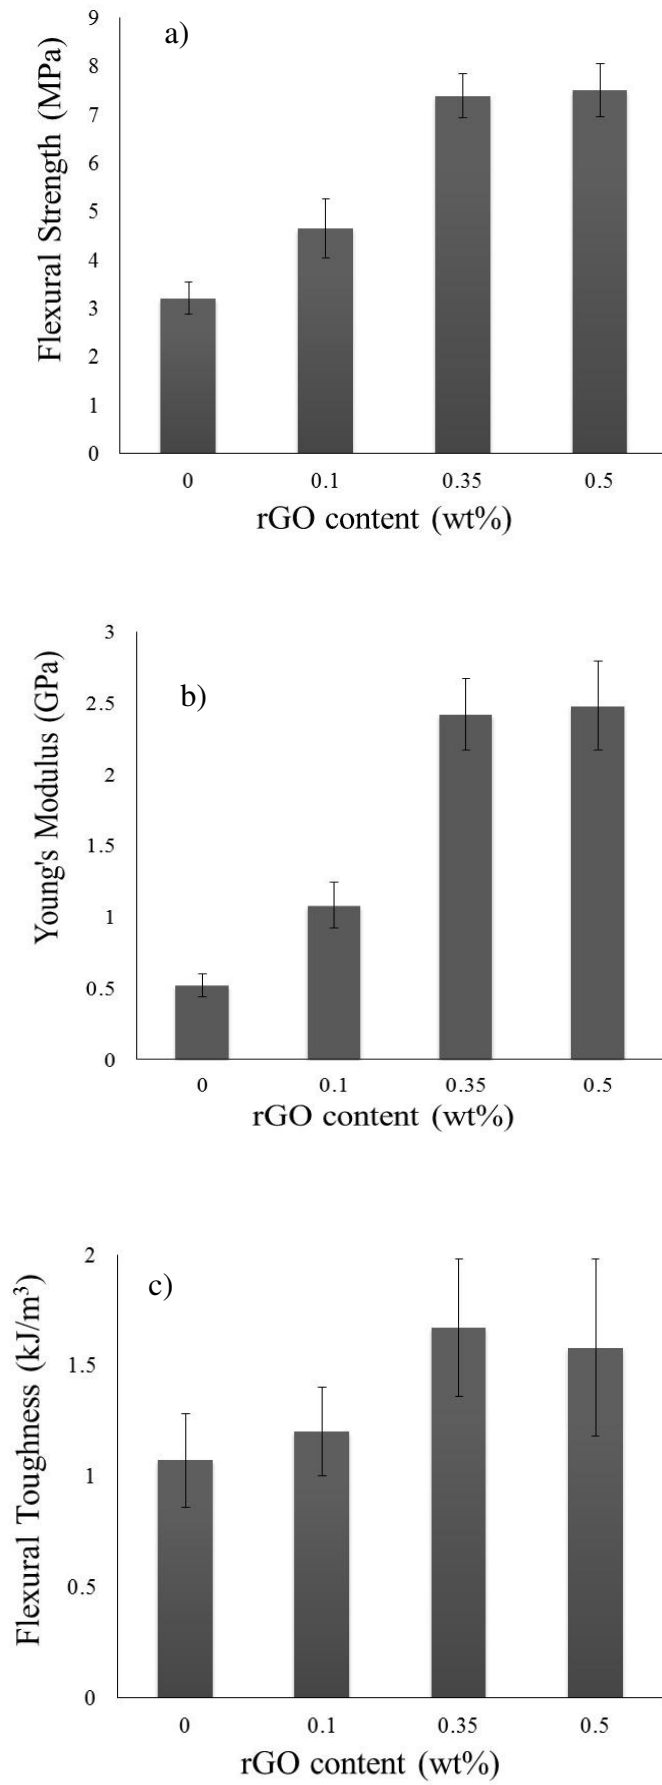 a)
Flexural Strength (MPa)
9
8
7
6
5
4
3
2
1
0
0 0.1 0.35 0.5
rGO content (wt%)
b)
Young's Modulus (GPa)
3
2.5
2
1.5
1
0.5
0
0 0.1 0.35 0.5
rGO content (wt%)
c)
Flexural Toughness (kJ/m³)
2
1.5
1
0.5
0
0 0.1 0.35 0.5
rGO content (wt%)